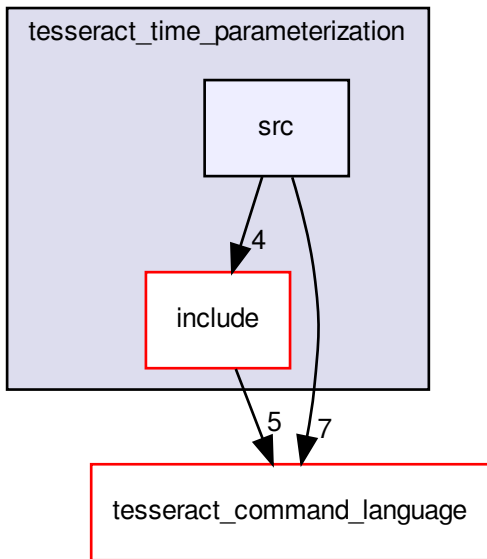 tesseract_time_parameterization
src
4
include
5
7
tesseract_command_language